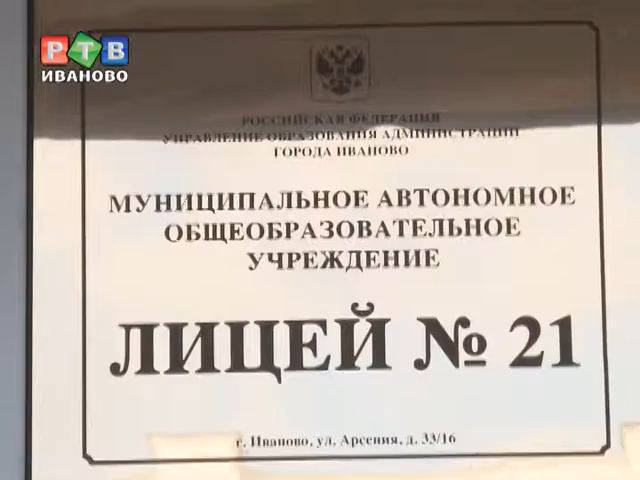 РТВ
ИВАНОВО
РОССИЙСКАЯ ФЕДЕРАЦИЯ
УПРАВЛЕНИЕ ОБРАЗОВАНИЯ АДМИНИСТРАЦИИ
ГОРОДА ИВАНОВО
МУНИЦИПАЛЬНОЕ АВТОНОМНОЕ
ОБЩЕОБРАЗОВАТЕЛЬНОЕ
УЧРЕЖДЕНИЕ
ЛИЦЕЙ № 21
г. Иваново, ул. Арсения, д. 33/16